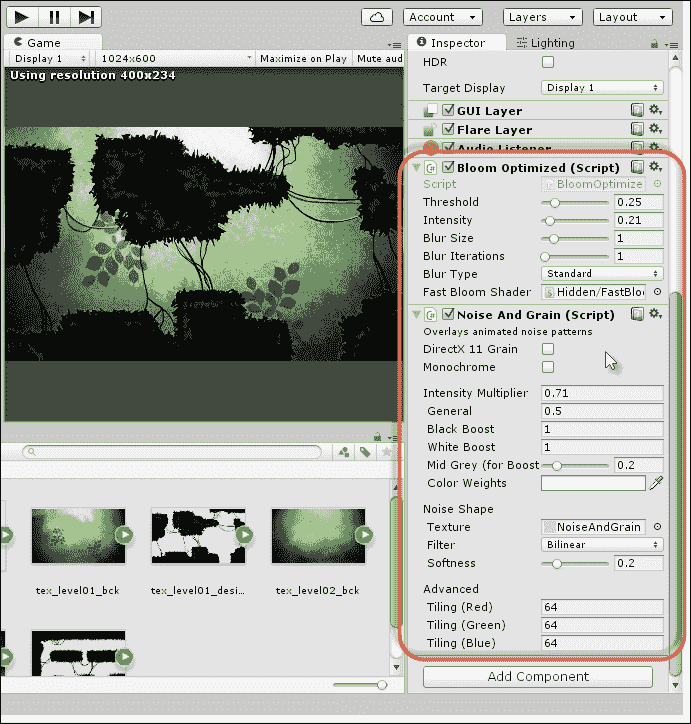 Account
Layers
Layout
Game
Inspector
Lighting
Display 1
1024x600
Maximize on Play
Mute aud
Using resolution 400x234
HDR
Target Display
Display 1
GUI Layer
Flare Layer
Audio Listener
Bloom Optimized (Script)
Script
BloomOptimize
Threshold
0.25
Intensity
0.21
Blur Size
1
Blur Iterations
1
Blur Type
Standard
Fast Bloom Shader
Hidden/FastBloo
Noise And Grain (Script)
Overlays animated noise patterns
DirectX 11 Grain
Monochrome
Intensity Multiplier
0.71
General
0.5
Black Boost
1
White Boost
1
Mid Grey (for Boost
0.2
Color Weights
Noise Shape
Texture
NoiseAndGrain
Filter
Bilinear
Softness
0.2
Advanced
Tiling (Red)
64
Tiling (Green)
64
Tiling (Blue)
64
Add Component
tex_level01_bck
tex_level01_desi...
tex_level02_bck